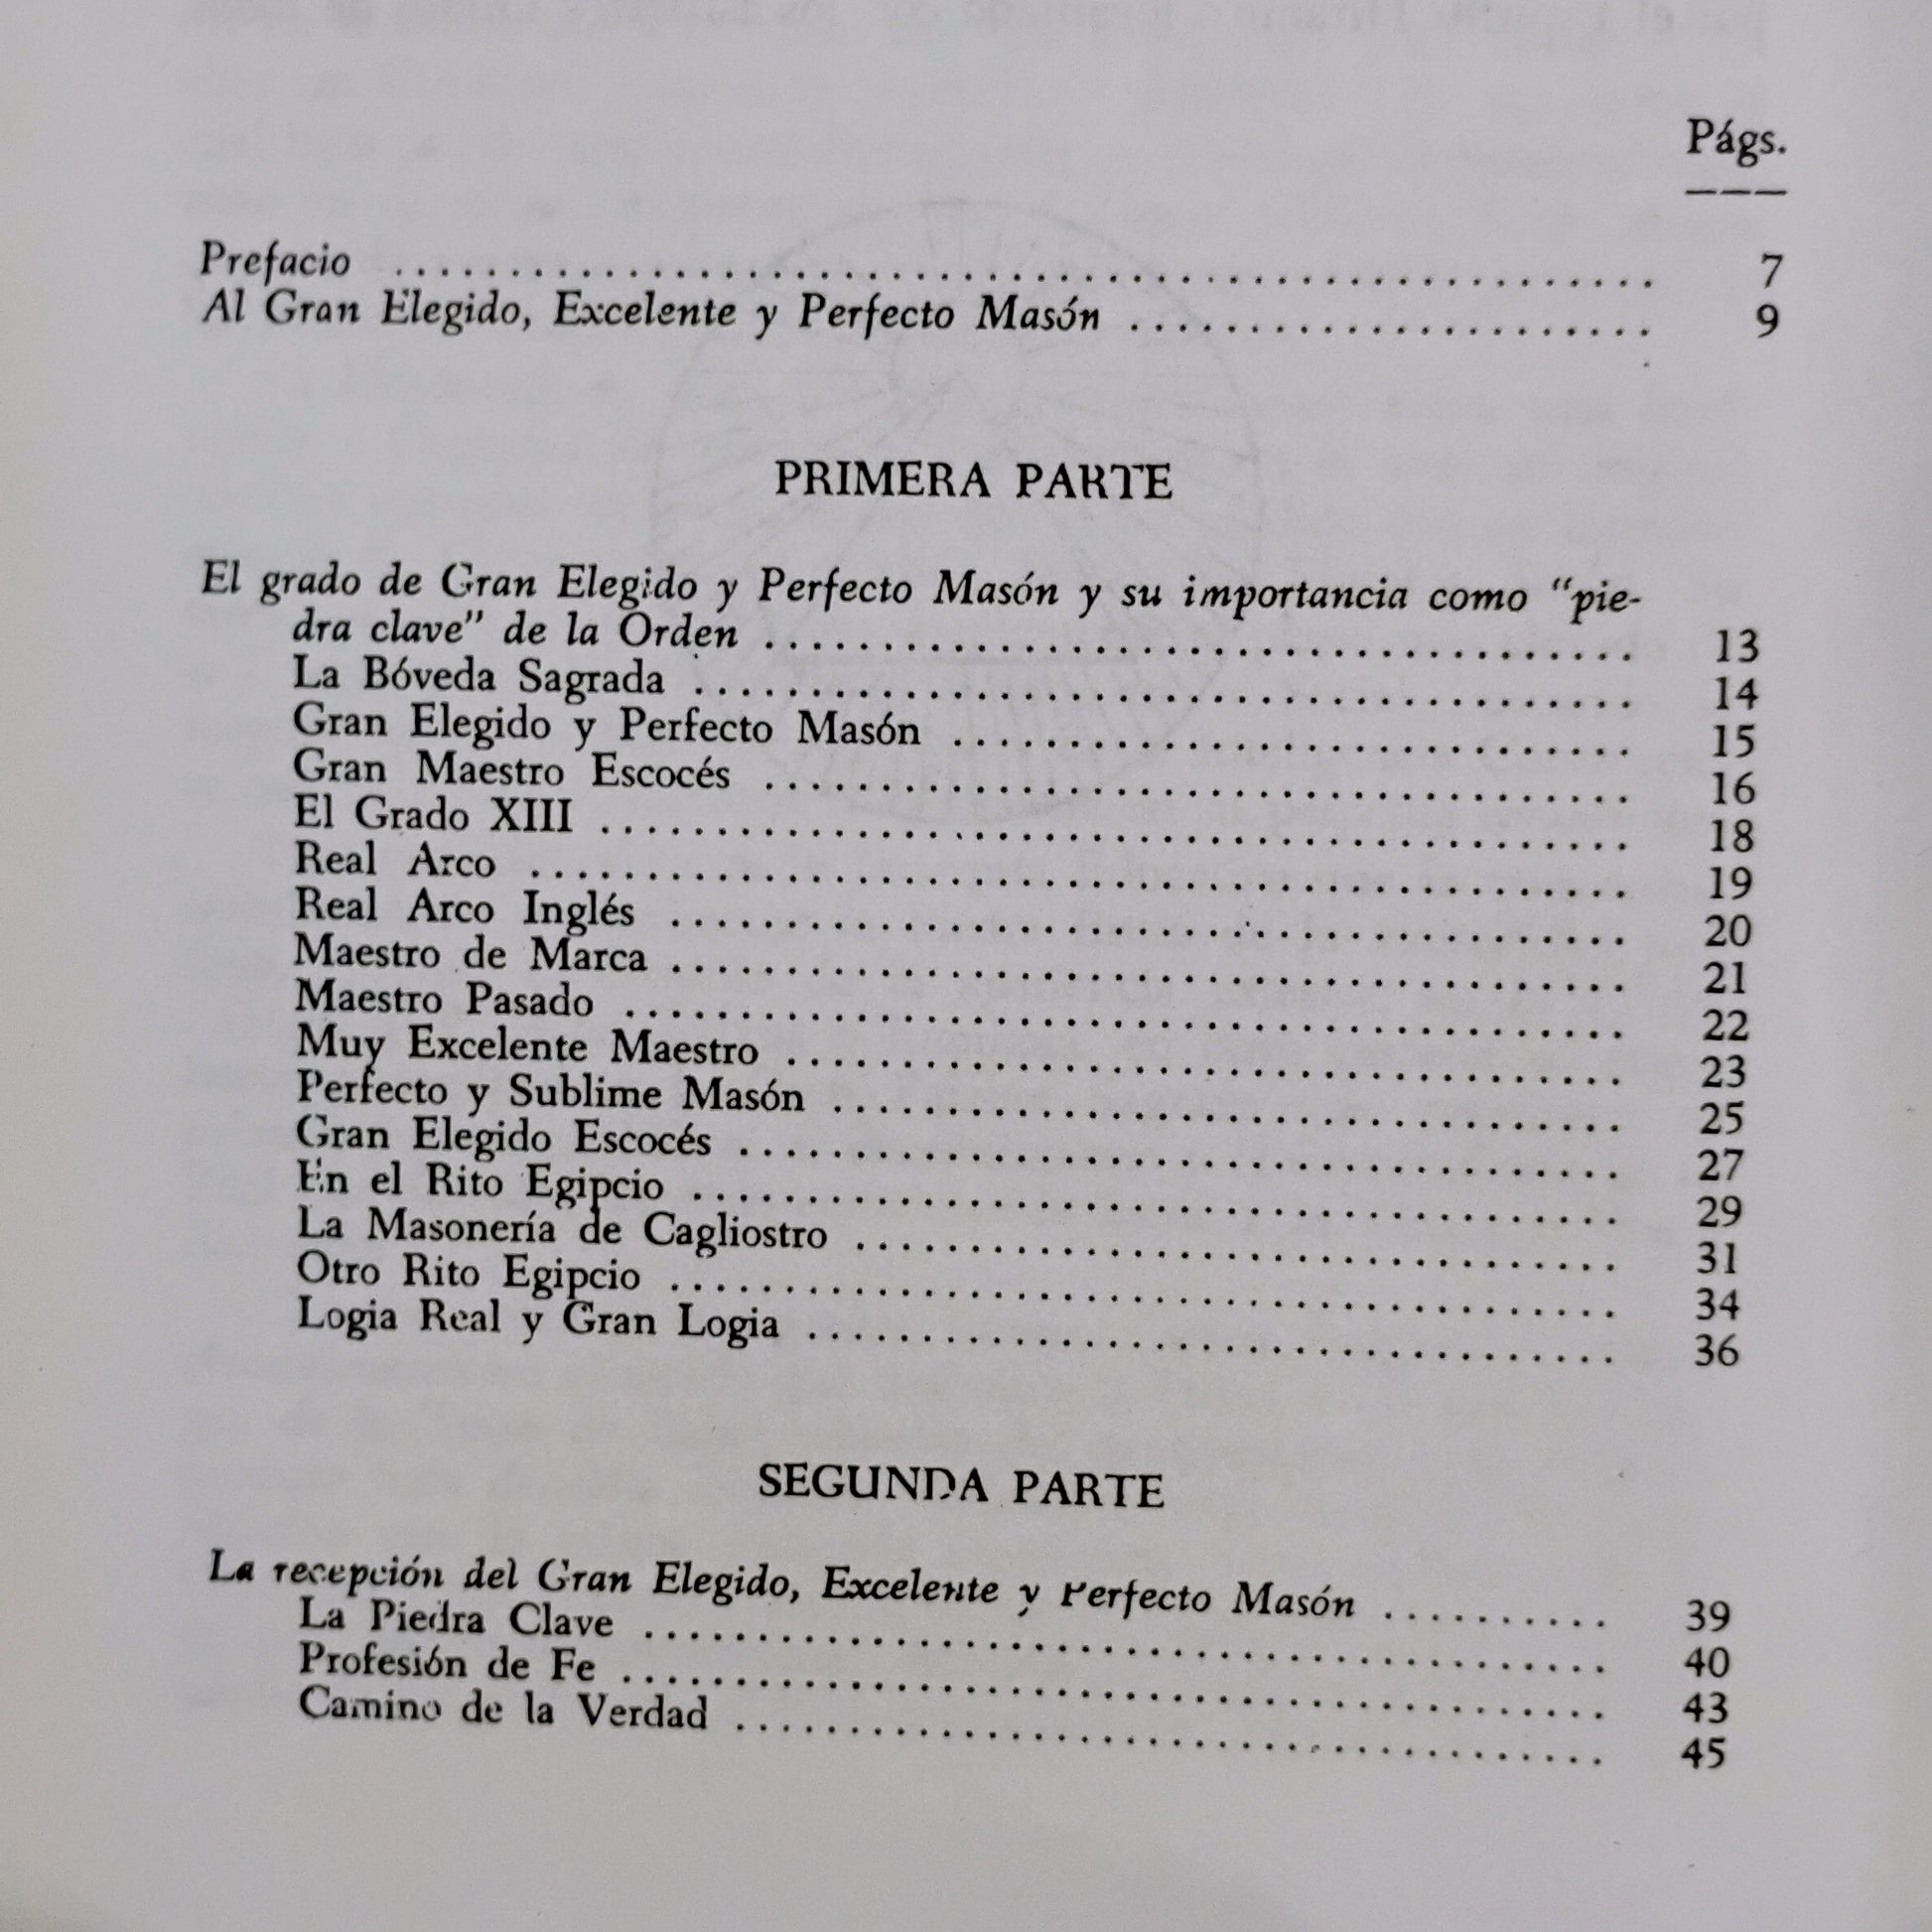 Págs.
Prefacio ........ 7
Al Gran Elegido, Excelente y Perfecto Masón ........ 9
PRIMERA PARTE
El grado de Gran Elegido y Perfecto Masón y su importancia como "pie-
dra clave" de la Orden ........ 13
La Bóveda Sagrada ........ 14
Gran Elegido y Perfecto Masón ........ 15
Gran Maestro Escocés ........ 16
El Grado XIII ........ 18
Real Arco ........ 19
Real Arco Inglés ........ 20
Maestro de Marca ........ 21
Maestro Pasado ........ 22
Muy Excelente Maestro ........ 23
Perfecto y Sublime Masón ........ 25
Gran Elegido Escocés ........ 27
En el Rito Egipcio ........ 29
La Masonería de Cagliostro ........ 31
Otro Rito Egipcio ........ 34
Logia Real y Gran Logia ........ 36
SEGUNDA PARTE
La recepción del Gran Elegido, Excelente y Perfecto Masón ........ 39
La Piedra Clave ........ 40
Profesión de Fe ........ 43
Camino de la Verdad ........ 45